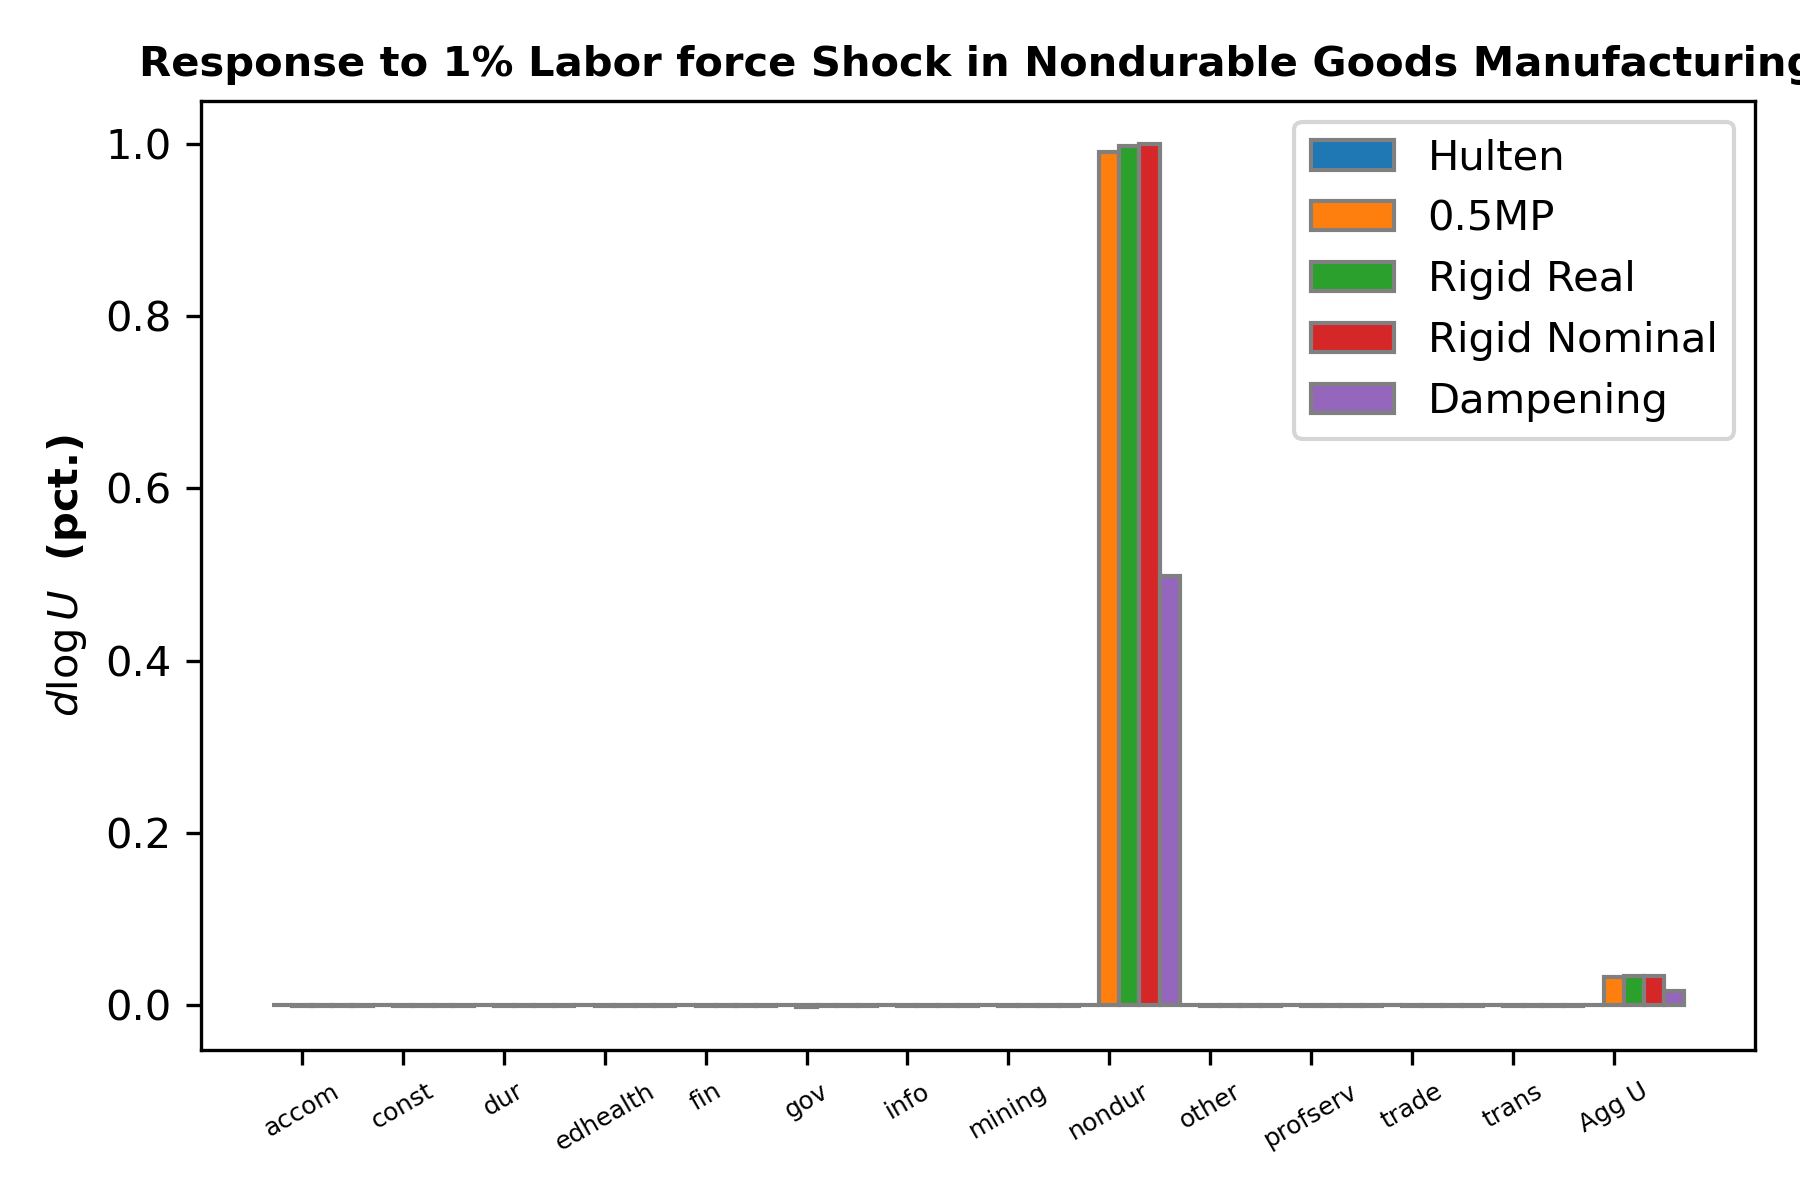 Response to 1% Labor force Shock in Nondurable Goods Manufacturing
1.0
0.8
0.6
0.4
0.2
0.0
dlog U (pct.)
Hulten
0.5MP
Rigid Real
Rigid Nominal
Dampening
accom
const
dur
edhealth
fin
gov
info
mining
nondur
other
profserv
trade
trans
Agg U